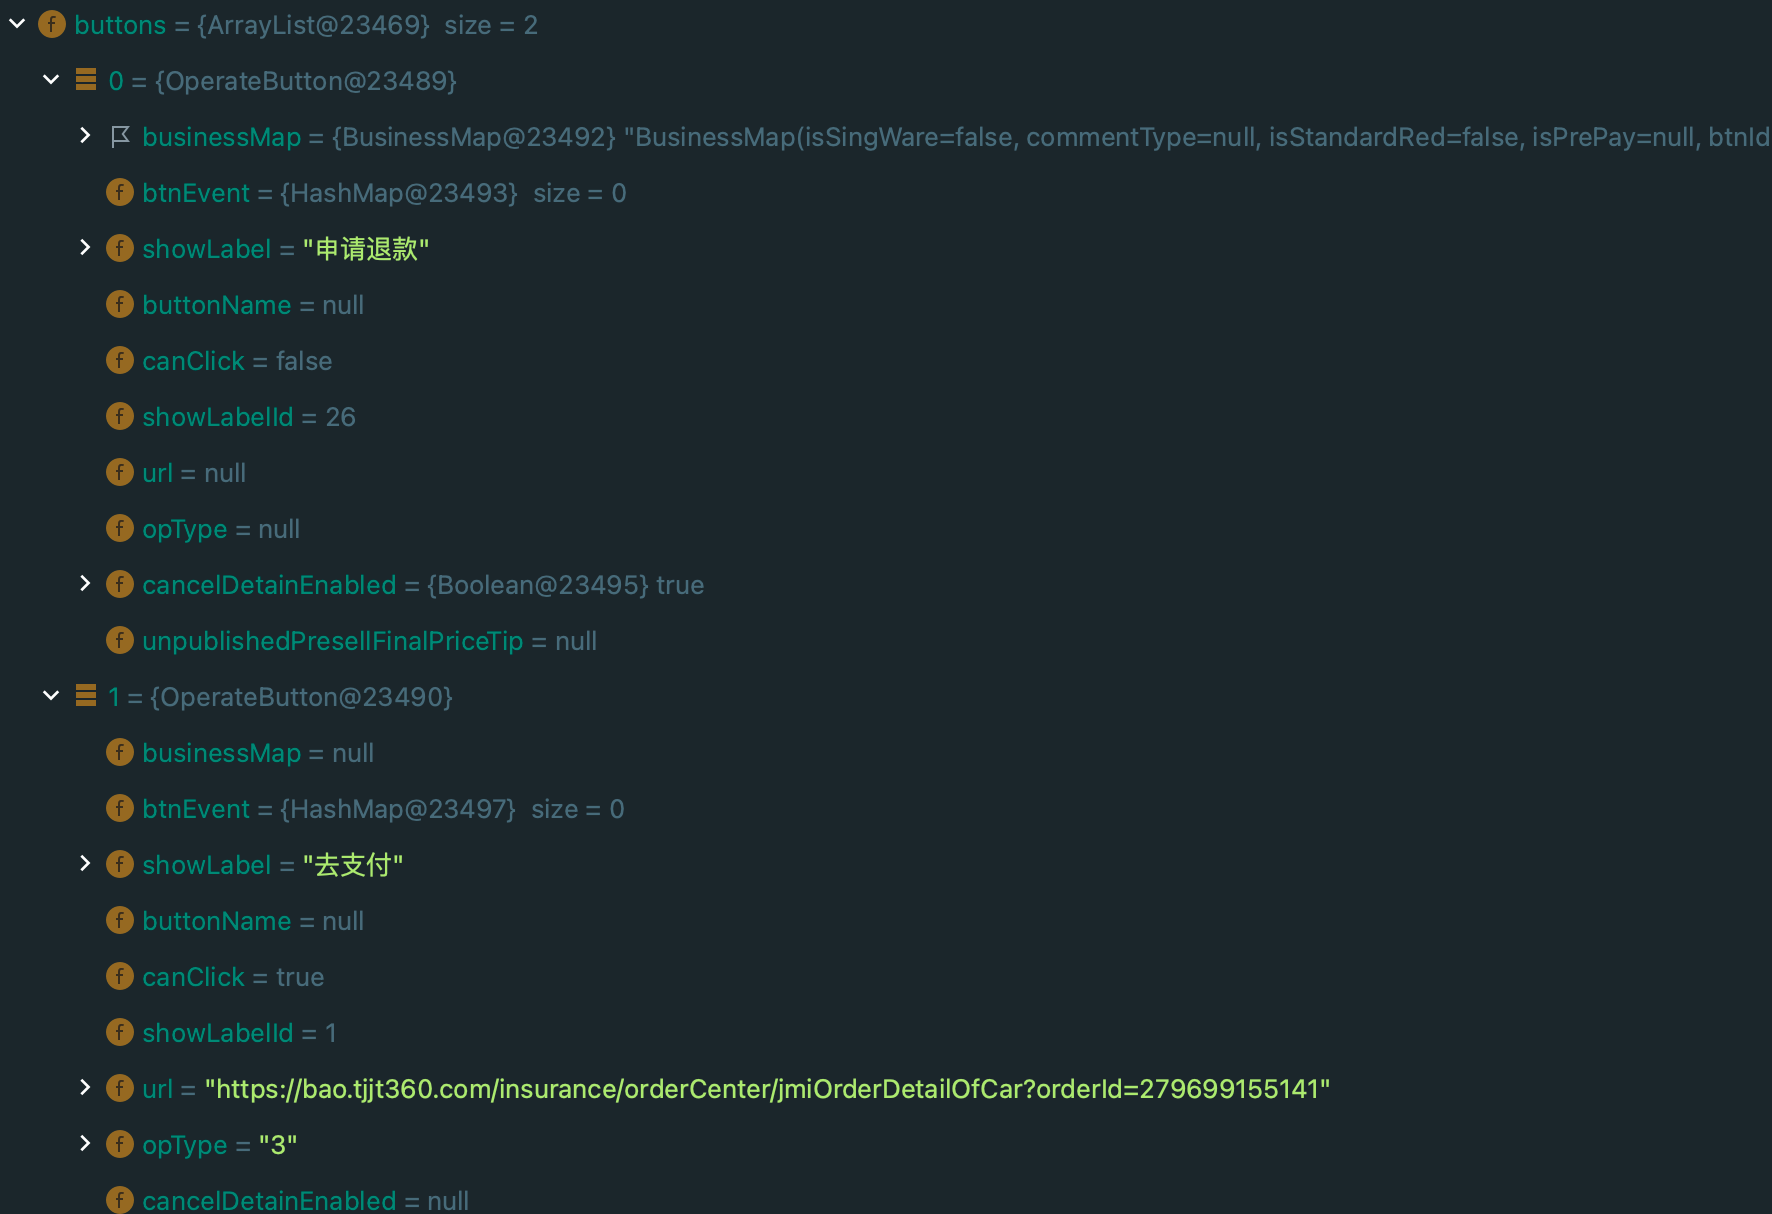 buttons = {ArrayList@23469} size = 2
0 = {OperateButton@23489}
businessMap = {BusinessMap@23492} "BusinessMap(isSingWare=false, commentType=null, isStandardRed=false, isPrePay=null, btnId
f btnEvent = {HashMap@23493} size = 0
f showLabel = "申请退款"
f buttonName = null
f canClick = false
f showLabelId = 26
f url = null
f opType = null
f cancelDetainEnabled = {Boolean@23495} true
f unpublishedPresellFinalPriceTip = null
1 = {OperateButton@23490}
f businessMap = null
f btnEvent = {HashMap@23497} size = 0
f showLabel = "去支付"
f buttonName = null
f canClick = true
f showLabelId = 1
f url = "https://bao.tjjt360.com/insurance/orderCenter/jmiOrderDetailOfCar?orderId=279699155141"
f opType = "3"
f cancelDetainEnabled = null